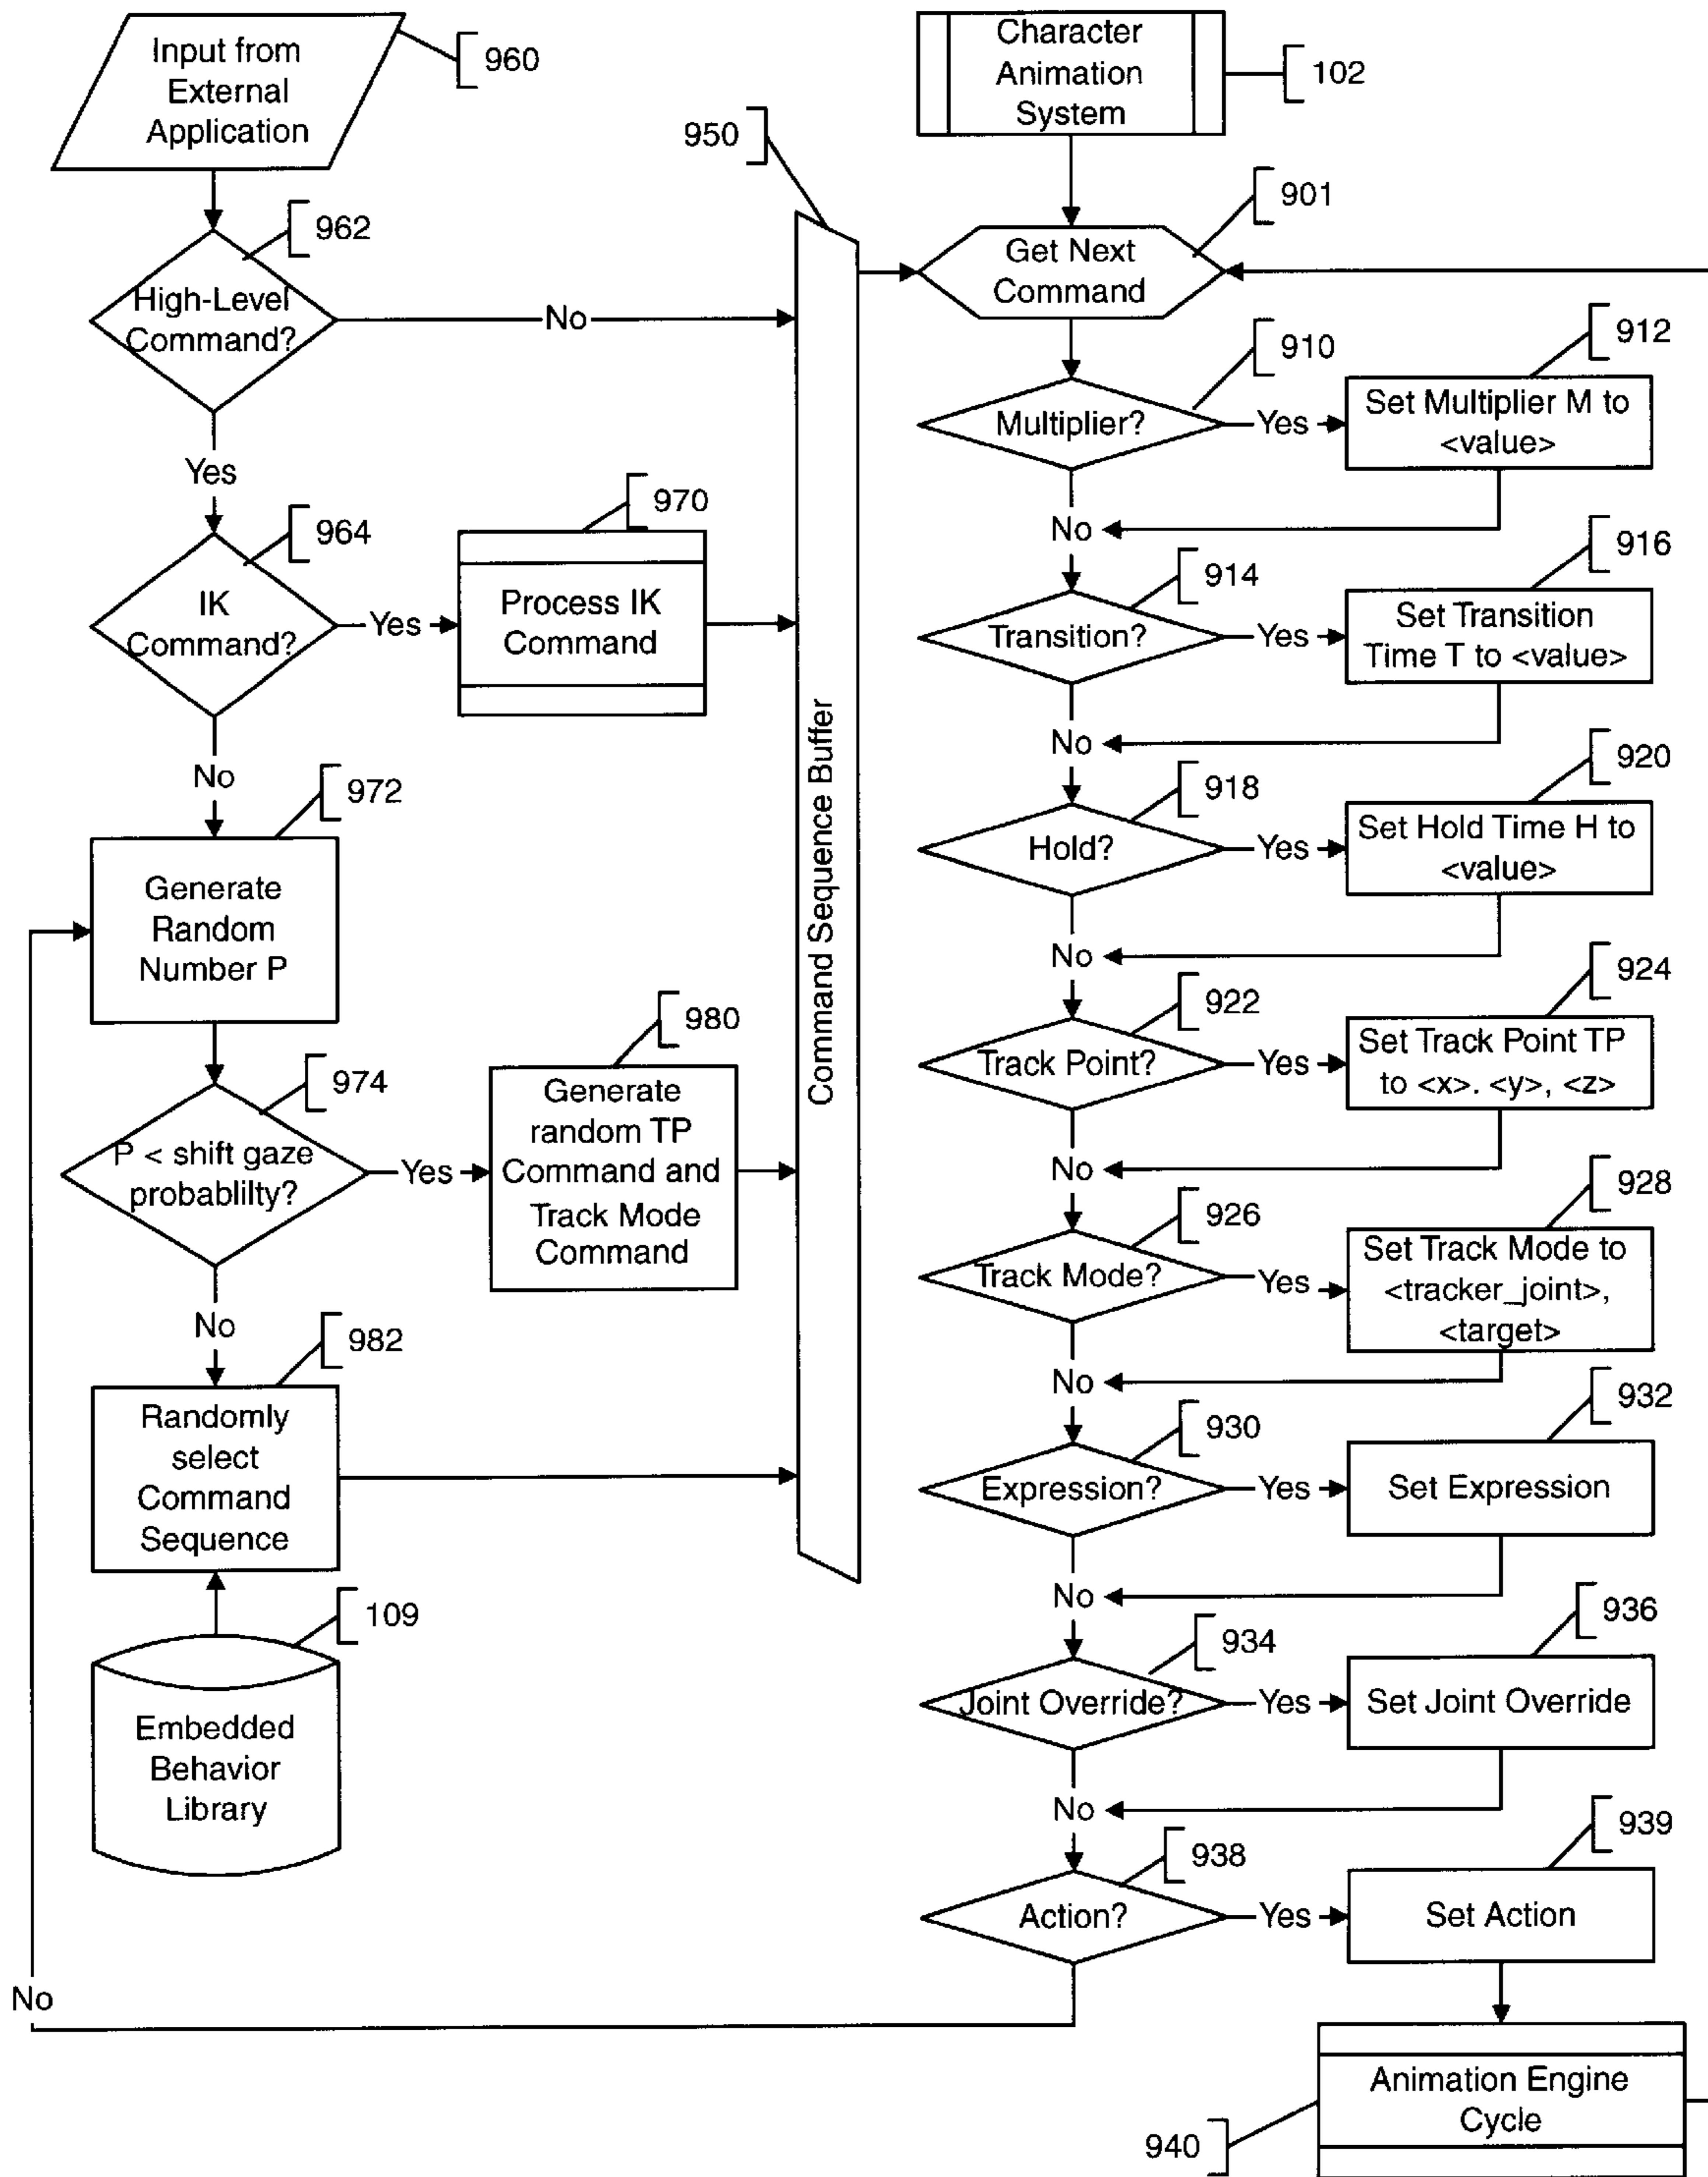 Input from
External
Application
960
962
High-Level
Command?
No
Yes
964
IK
Command?
Yes
970
Process IK
Command
No
972
Generate
Random
Number P
974
P < shift gaze
probablilty?
Yes
980
Generate
random TP
Command and
Track Mode
Command
No
982
Randomly
select
Command
Sequence
109
Embedded
Behavior
Library
No
950
Command Sequence Buffer
Character
Animation
System
102
901
Get Next
Command
910
Multiplier?
Yes
912
Set Multiplier M to
<value>
No
914
Transition?
Yes
916
Set Transition
Time T to <value>
No
918
Hold?
Yes
920
Set Hold Time H to
<value>
No
922
Track Point?
Yes
924
Set Track Point TP
to <x>. <y>, <z>
No
926
Track Mode?
Yes
928
Set Track Mode to
<tracker_joint>,
<target>
No
930
Expression?
Yes
932
Set Expression
No
934
Joint Override?
Yes
936
Set Joint Override
No
938
Action?
Yes
939
Set Action
Animation Engine
Cycle
940